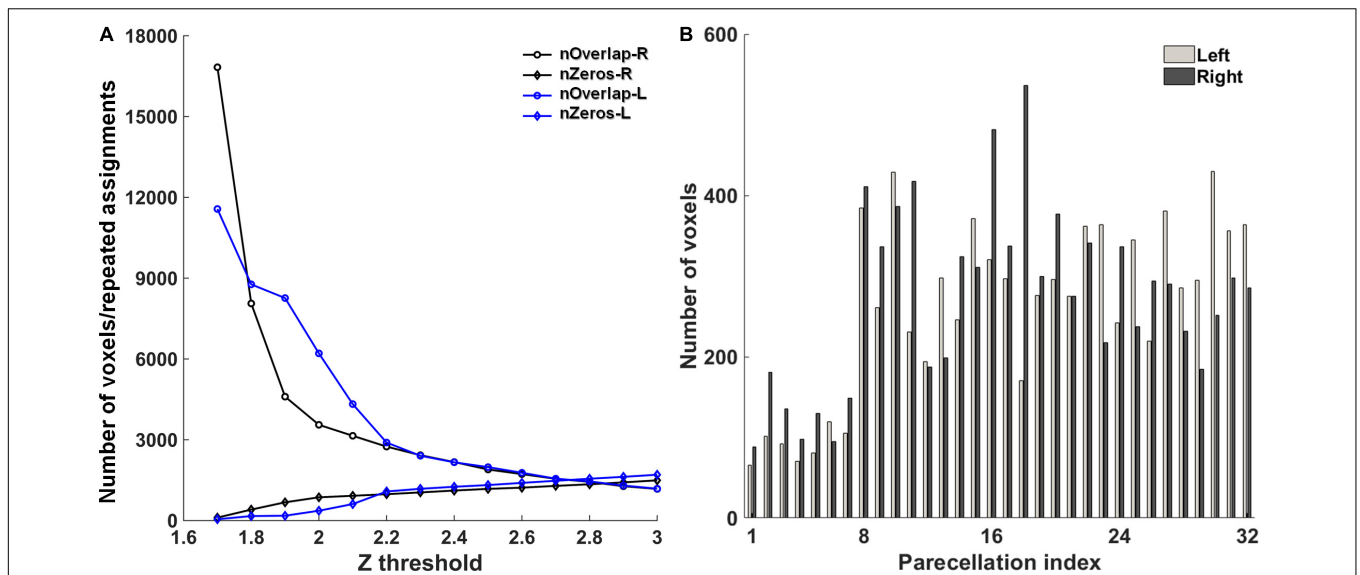 A
Number of voxels/repeated assignments
18000
15000
12000
9000
6000
3000
0
1.6 1.8 2 2.2 2.4 2.6 2.8 3
Z threshold
nOverlap-R
nZeros-R
nOverlap-L
nZeros-L
B
Number of voxels
600
400
200
0
1 8 16 24 32
Parecellation index
Left
Right